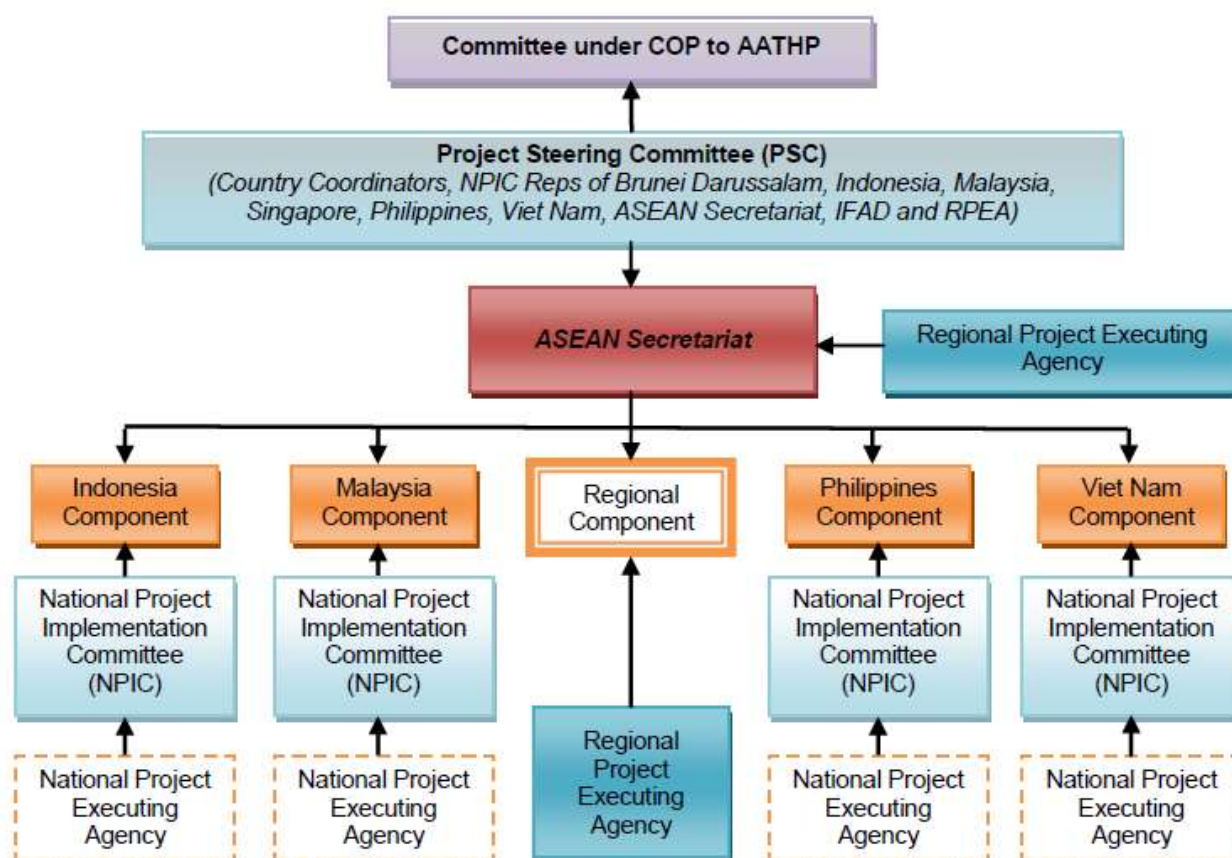 Committee under COP to AATHP
Project Steering Committee (PSC)
(Country Coordinators, NPIC Reps of Brunei Darussalam, Indonesia, Malaysia,
Singapore, Philippines, Viet Nam, ASEAN Secretariat, IFAD and RPEA)
ASEAN Secretariat
Regional Project Executing
Agency
Indonesia
Component
Malaysia
Component
Regional
Component
Philippines
Component
Viet Nam
Component
National Project
Implementation
Committee
(NPIC)
National Project
Implementation
Committee
(NPIC)
National Project
Implementation
Committee
(NPIC)
National Project
Implementation
Committee
(NPIC)
National Project
Executing
Agency
National Project
Executing
Agency
Regional
Project
Executing
Agency
National Project
Executing
Agency
National Project
Executing
Agency